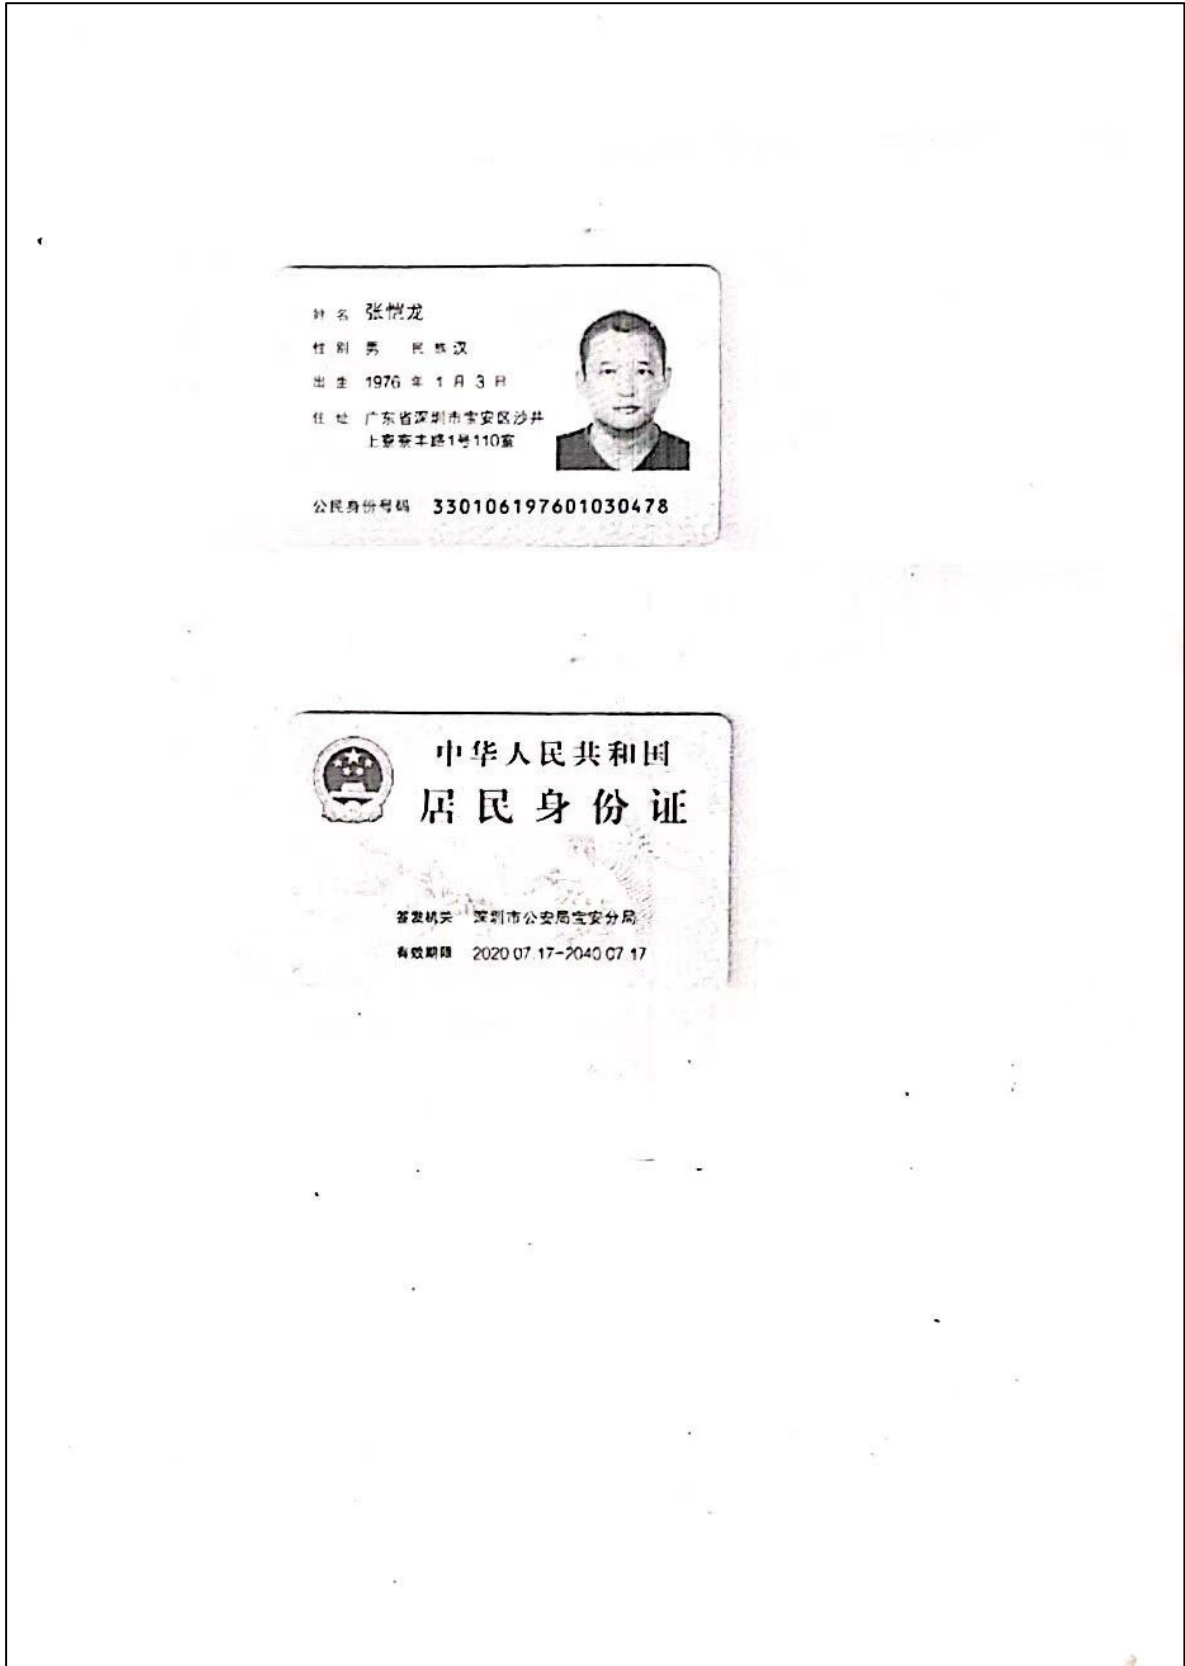 姓名 张恺龙
性别 男 民族 汉
出生 1976 年 1 月 3 日
住址 广东省深圳市宝安区沙井
上寮寮丰路1号110室
公民身份号码 330106197601030478
中华人民共和国
居民身份证
签发机关 深圳市公安局宝安分局
有效期限 2020.07.17-2040.07.17